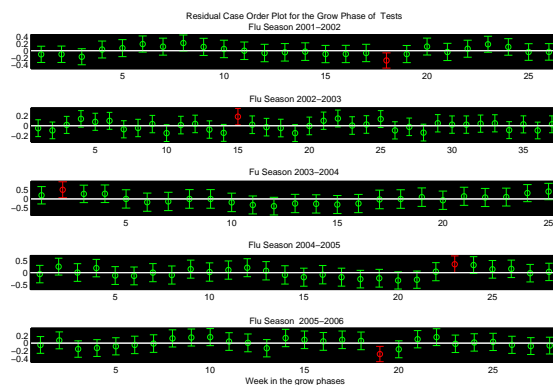 Residual Case Order Plot for the Grow Phase of Tests
Flu Season 2001−2002
0.4
0.2
0
−0.2
−0.4
5 10 15 20 25
Flu Season 2002−2003
0.2
0
−0.2
5 10 15 20 25 30 35
Flu Season 2003−2004
0.5
0
−0.5
5 10 15 20 25
Flu Season 2004−2005
0.5
0
−0.5
5 10 15 20 25
Flu Season 2005−2006
0.4
0.2
0
−0.2
−0.4
5 10 15 20 25
Week in the grow phases